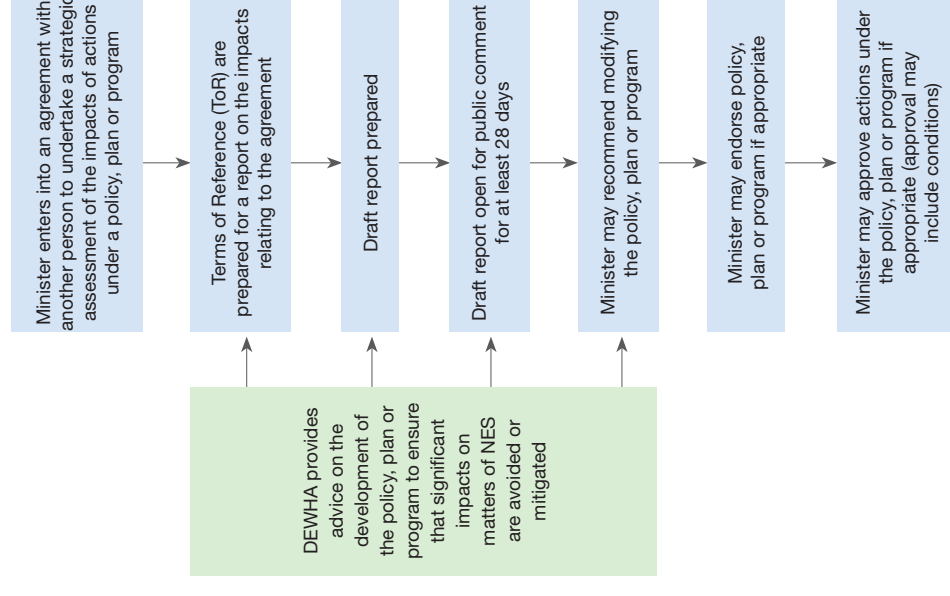 Minister enters into an agreement with
another person to undertake a strategic
assessment of the impacts of actions
under a policy, plan or program
Terms of Reference (ToR) are
prepared for a report on the impacts
relating to the agreement
Draft report prepared
Draft report open for public comment
for at least 28 days
Minister may recommend modifying
the policy, plan or program
Minister may endorse policy,
plan or program if appropriate
Minister may approve actions under
the policy, plan or program if
appropriate (approval may
include conditions)
DEWHA provides
advice on the
development of
the policy, plan or
program to ensure
that significant
impacts on
matters of NES
are avoided or
mitigated